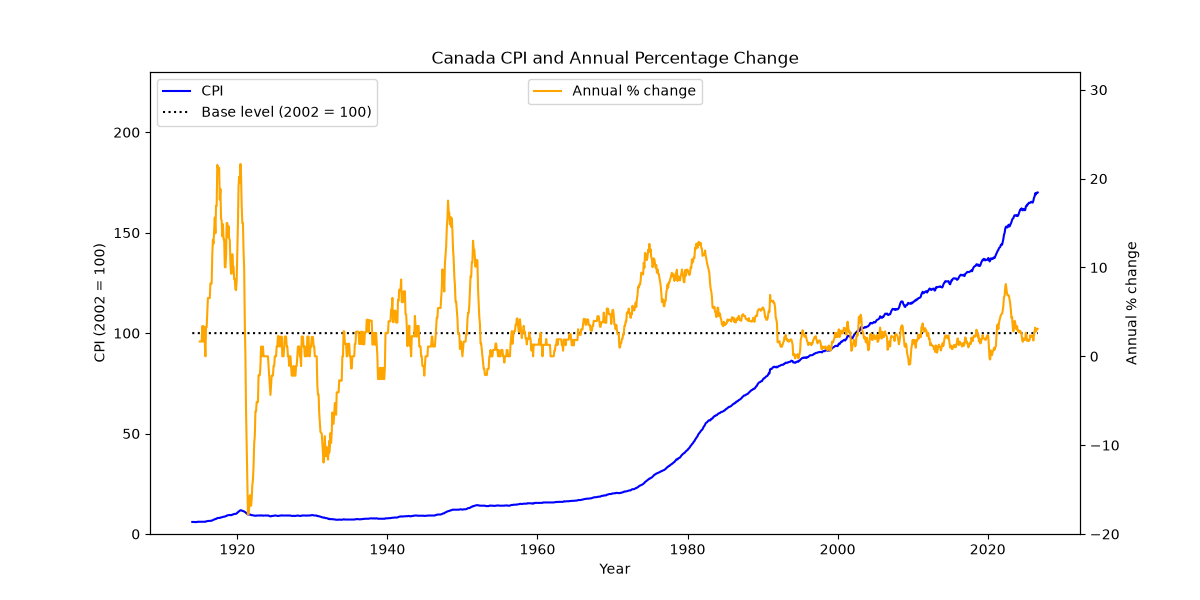 Canada CPI and Annual Percentage Change
CPI
Base level (2002 = 100)
Annual % change
CPI (2002 = 100)
200
150
100
50
0
30
20
10
0
−10
−20
Annual % change
1920
1940
1960
1980
2000
2020
Year